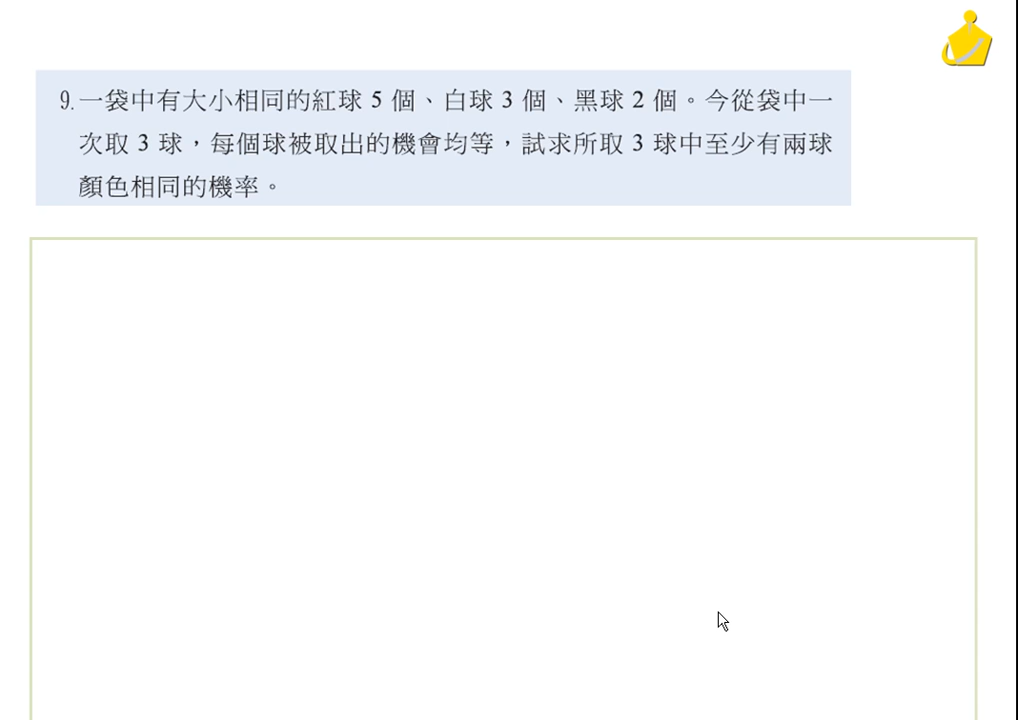 9.一袋中有大小相同的紅球 5 個、白球 3 個、黑球 2 個。今從袋中一
次取 3 球，每個球被取出的機會均等，試求所取 3 球中至少有兩球
顏色相同的機率。